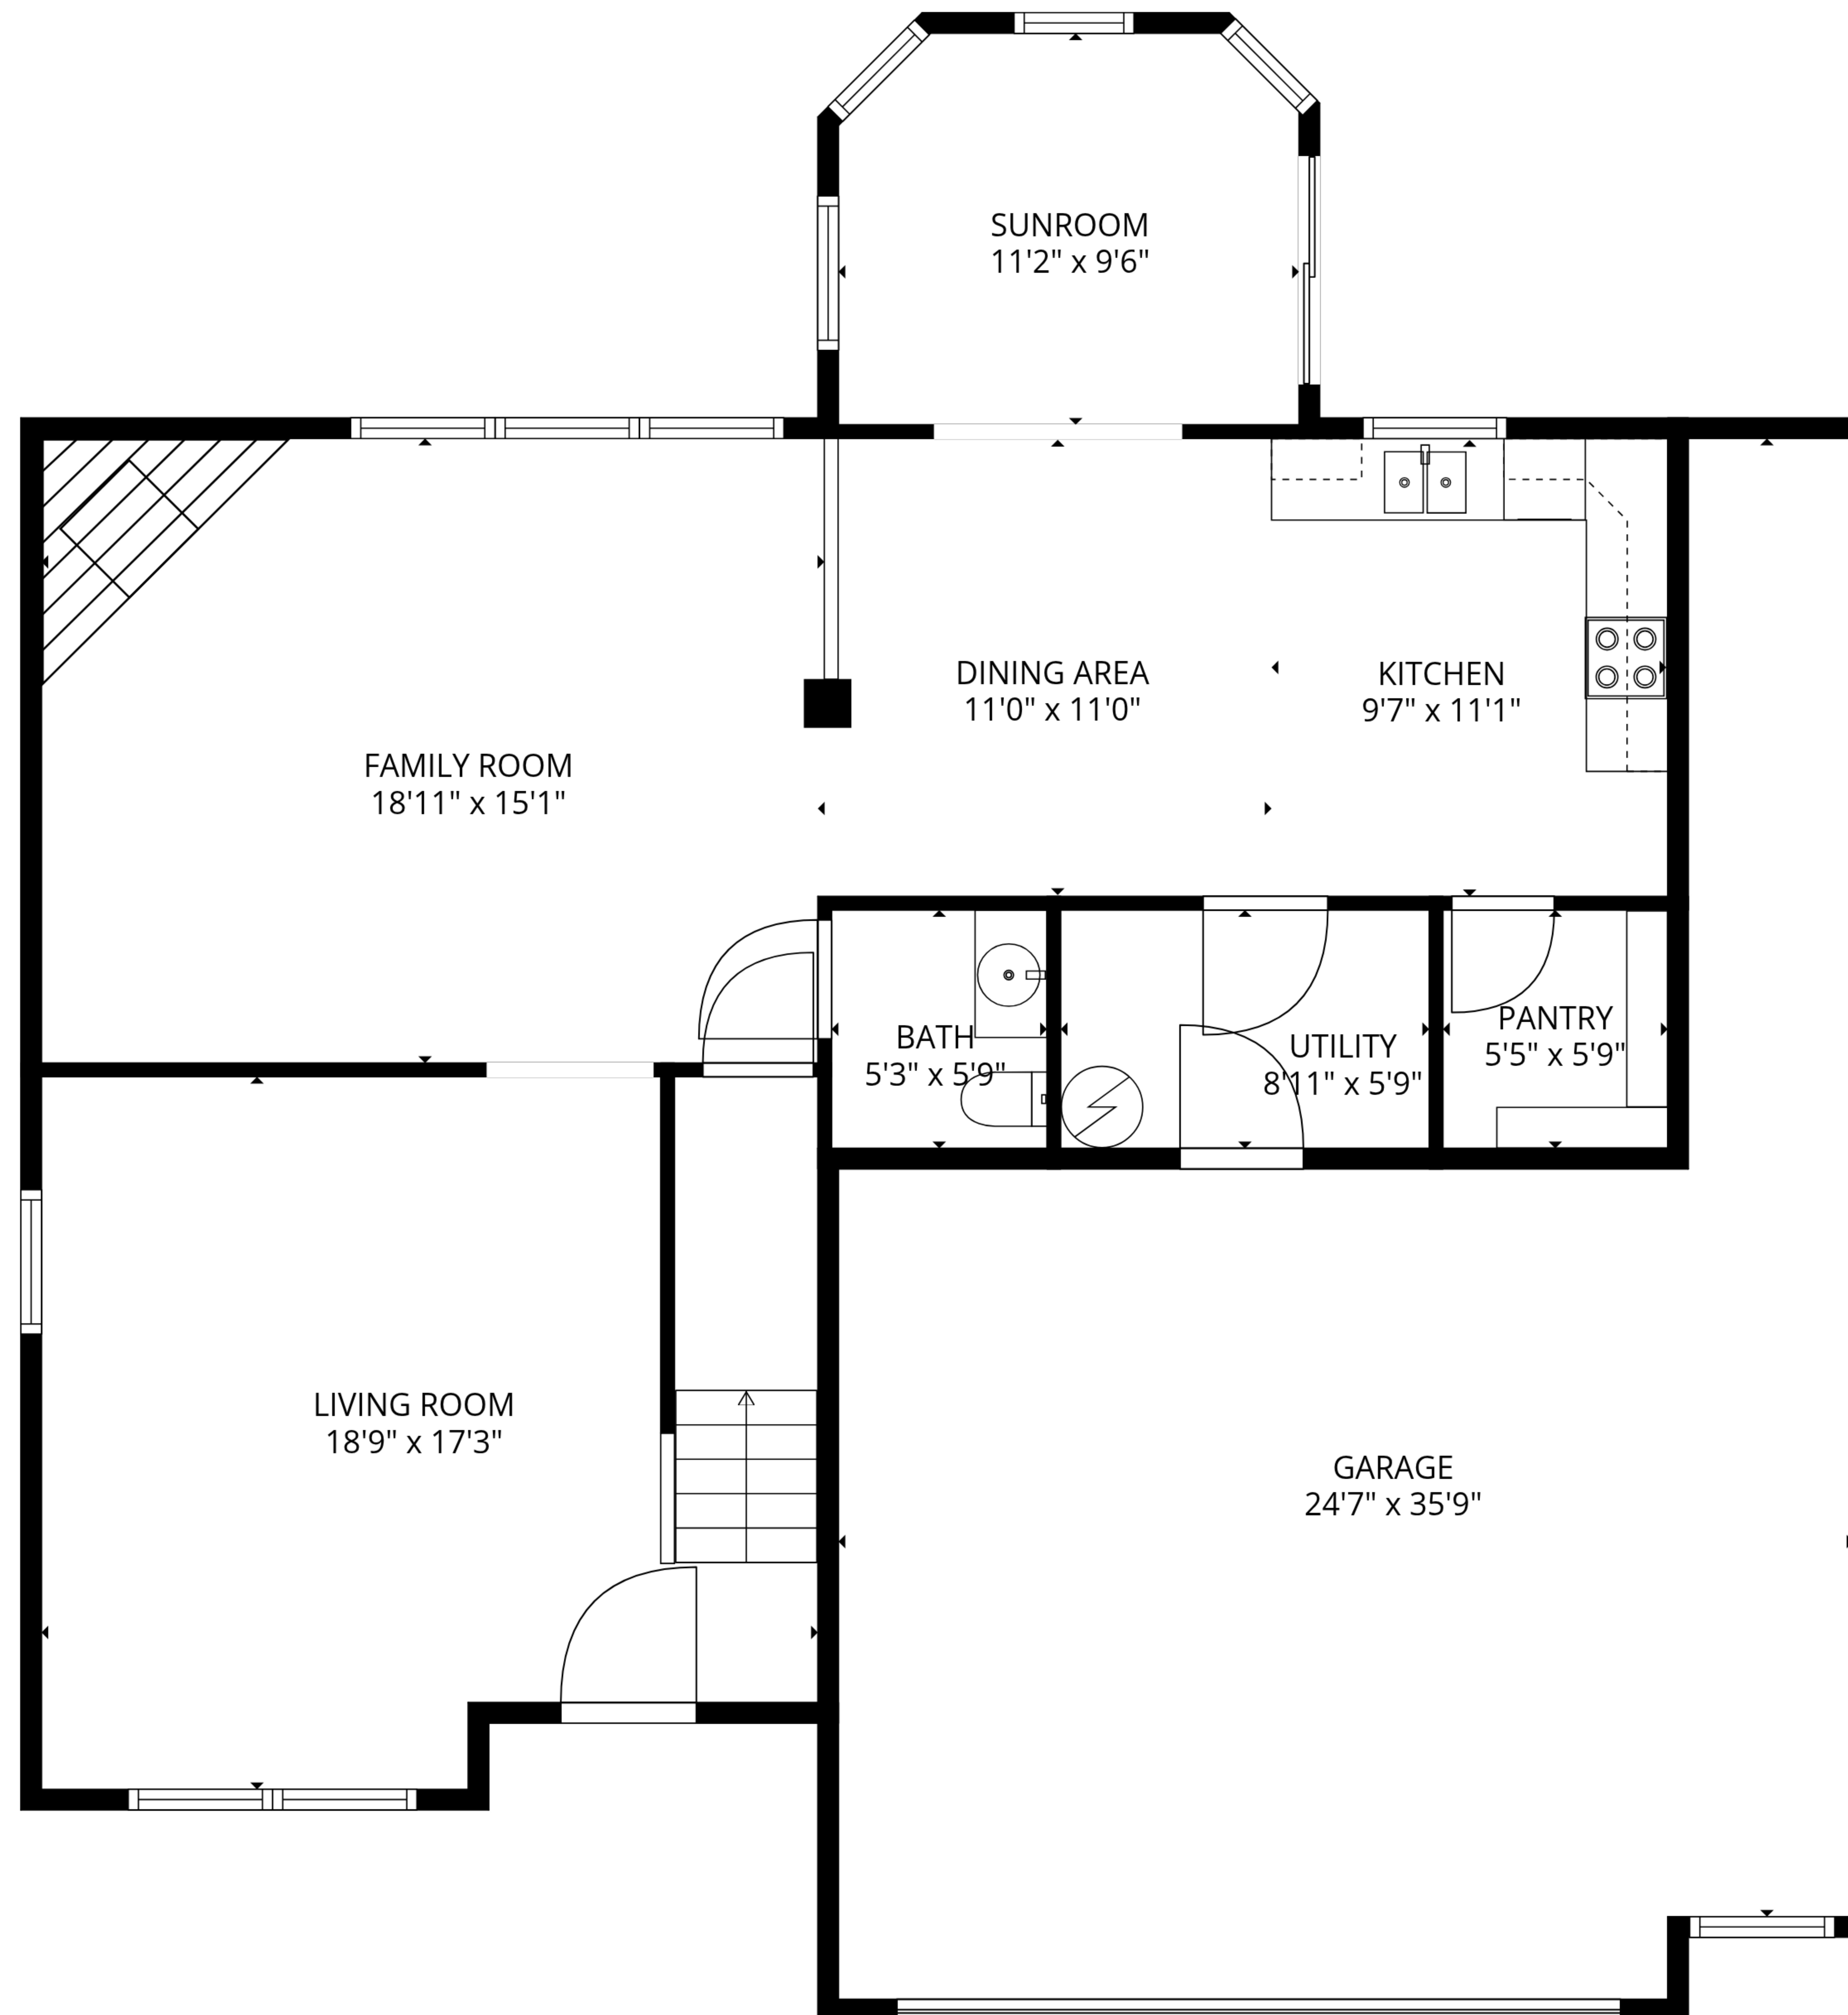 SUNROOM
11'2" x 9'6"
DINING AREA
11'0" x 11'0"
KITCHEN
9'7" x 11'1"
FAMILY ROOM
18'11" x 15'1"
BATH
5'3" x 5'9"
UTILITY
8'11" x 5'9"
PANTRY
5'5" x 5'9"
LIVING ROOM
18'9" x 17'3"
GARAGE
24'7" x 35'9"